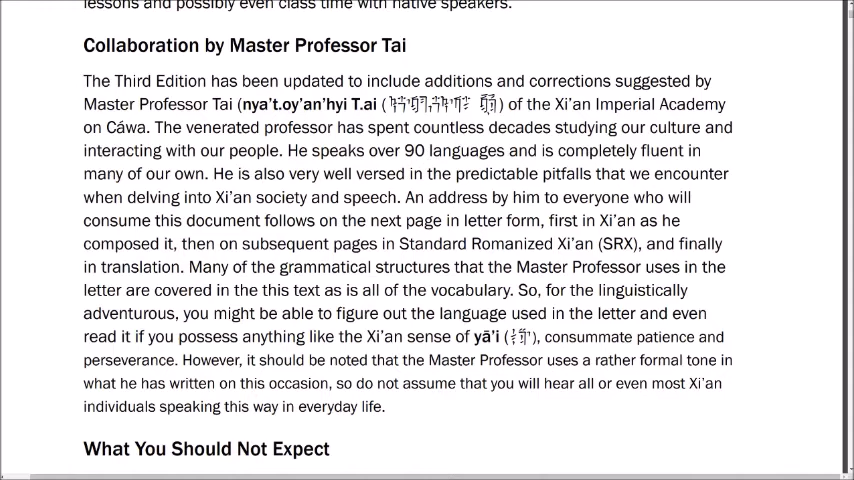 lessons and possibly even class time with native speakers.
Collaboration by Master Professor Tai
The Third Edition has been updated to include additions and corrections suggested by
Master Professor Tai (nya't.oy'an'hyi T.ai ( ) of the Xi'an Imperial Academy
on Cáwa. The venerated professor has spent countless decades studying our culture and
interacting with our people. He speaks over 90 languages and is completely fluent in
many of our own. He is also very well versed in the predictable pitfalls that we encounter
when delving into Xi'an society and speech. An address by him to everyone who will
consume this document follows on the next page in letter form, first in Xi'an as he
composed it, then on subsequent pages in Standard Romanized Xi'an (SRX), and finally
in translation. Many of the grammatical structures that the Master Professor uses in the
letter are covered in the this text as is all of the vocabulary. So, for the linguistically
adventurous, you might be able to figure out the language used in the letter and even
read it if you possess anything like the Xi'an sense of yā'i ( ), consummate patience and
perseverance. However, it should be noted that the Master Professor uses a rather formal tone in
what he has written on this occasion, so do not assume that you will hear all or even most Xi'an
individuals speaking this way in everyday life.
What You Should Not Expect